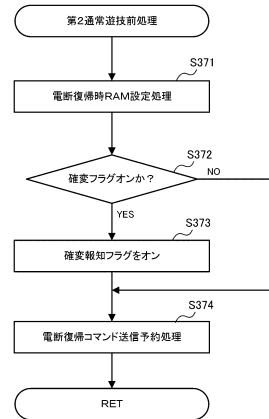 第2通常遊技前処理
S371
電断復帰時RAM設定処理
S372
確変フラグオンか？
NO
YES
S373
確変報知フラグをオン
S374
電断復帰コマンド送信予約処理
RET